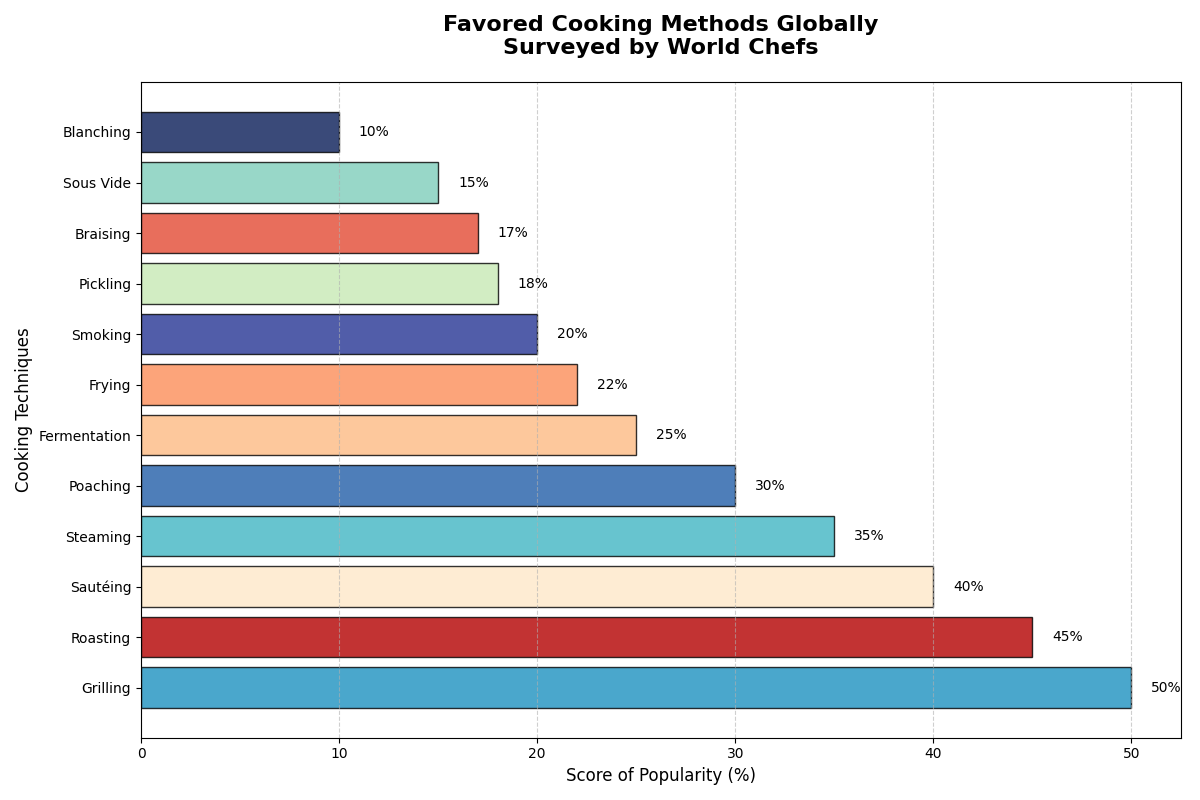 Favored Cooking Methods Globally
Surveyed by World Chefs
Cooking Techniques
Blanching 10%
Sous Vide 15%
Braising 17%
Pickling 18%
Smoking 20%
Frying 22%
Fermentation 25%
Poaching 30%
Steaming 35%
Sautéing 40%
Roasting 45%
Grilling 50%
0 10 20 30 40 50
Score of Popularity (%)